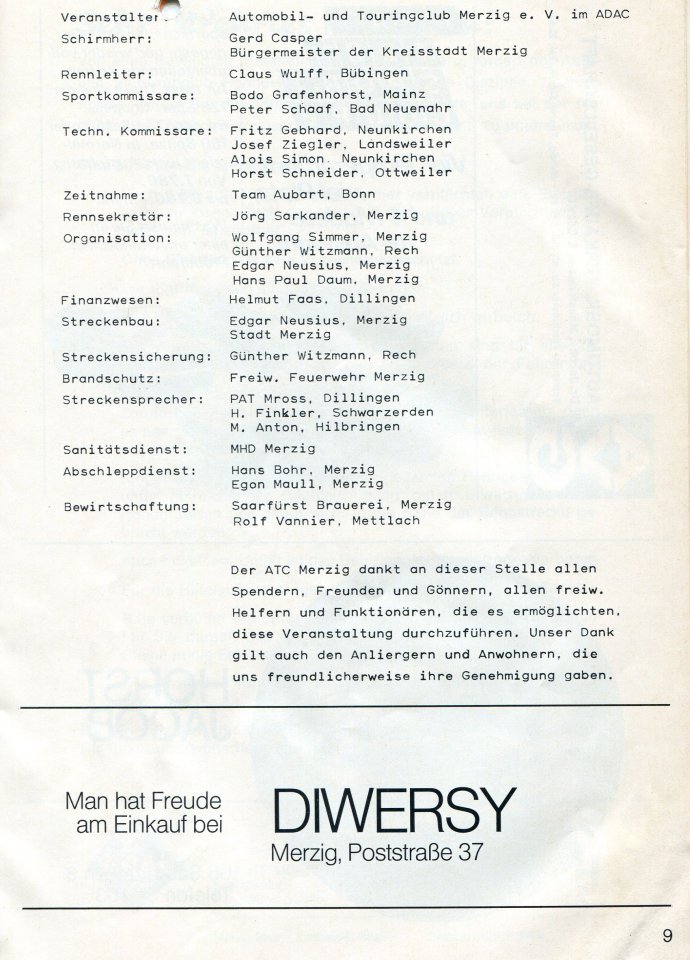 Veranstalter: Automobil- und Touringclub Merzig e. V. im ADAC
Schirmherr: Gerd Casper
Bürgermeister der Kreisstadt Merzig
Rennleiter: Claus Wulff, Bübingen
Sportkommissare: Bodo Grafenhorst, Mainz
Peter Schaaf, Bad Neuenahr
Techn. Kommissare: Fritz Gebhard, Neunkirchen
Josef Ziegler, Landsweiler
Alois Simon. Neunkirchen
Horst Schneider, Ottweiler
Zeitnahme: Team Aubart, Bonn
Rennsekretär: Jörg Sarkander, Merzig
Organisation: Wolfgang Simmer, Merzig
Günther Witzmann, Rech
Edgar Neusius, Merzig
Hans Paul Daum, Merzig
Finanzwesen: Helmut Faas, Dillingen
Streckenbau: Edgar Neusius, Merzig
Stadt Merzig
Streckensicherung: Günther Witzmann, Rech
Brandschutz: Freiw. Feuerwehr Merzig
Streckensprecher: PAT Mross, Dillingen
H. Finkler, Schwarzerden
M. Anton, Hilbringen
Sanitätsdienst: MHD Merzig
Abschleppdienst: Hans Bohr, Merzig
Egon Maull, Merzig
Bewirtschaftung: Saarfürst Brauerei, Merzig
Rolf Vannier, Mettlach
Der ATC Merzig dankt an dieser Stelle allen
Spendern, Freunden und Gönnern, allen freiw.
Helfern und Funktionären, die es ermöglichten,
diese Veranstaltung durchzuführen. Unser Dank
gilt auch den Anliergern und Anwohnern, die
uns freundlicherweise ihre Genehmigung gaben.
Man hat Freude
am Einkauf bei
DIWERSY
Merzig, Poststraße 37
9